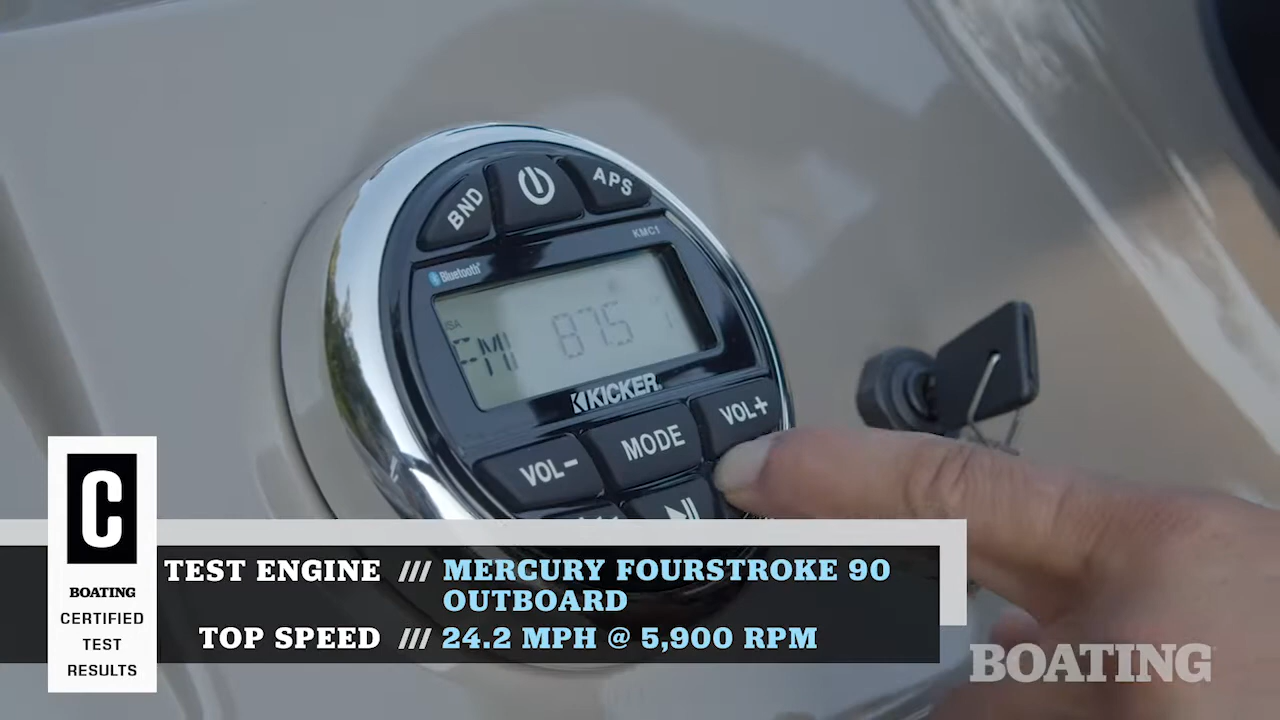 BND
APS
KMC1
Bluetooth
USA
FM1 87.5
KICKER
VOL-
MODE
VOL+
C
BOATING
CERTIFIED
TEST
RESULTS
TEST ENGINE /// MERCURY FOURSTROKE 90
OUTBOARD
TOP SPEED /// 24.2 MPH @ 5,900 RPM
BOATING